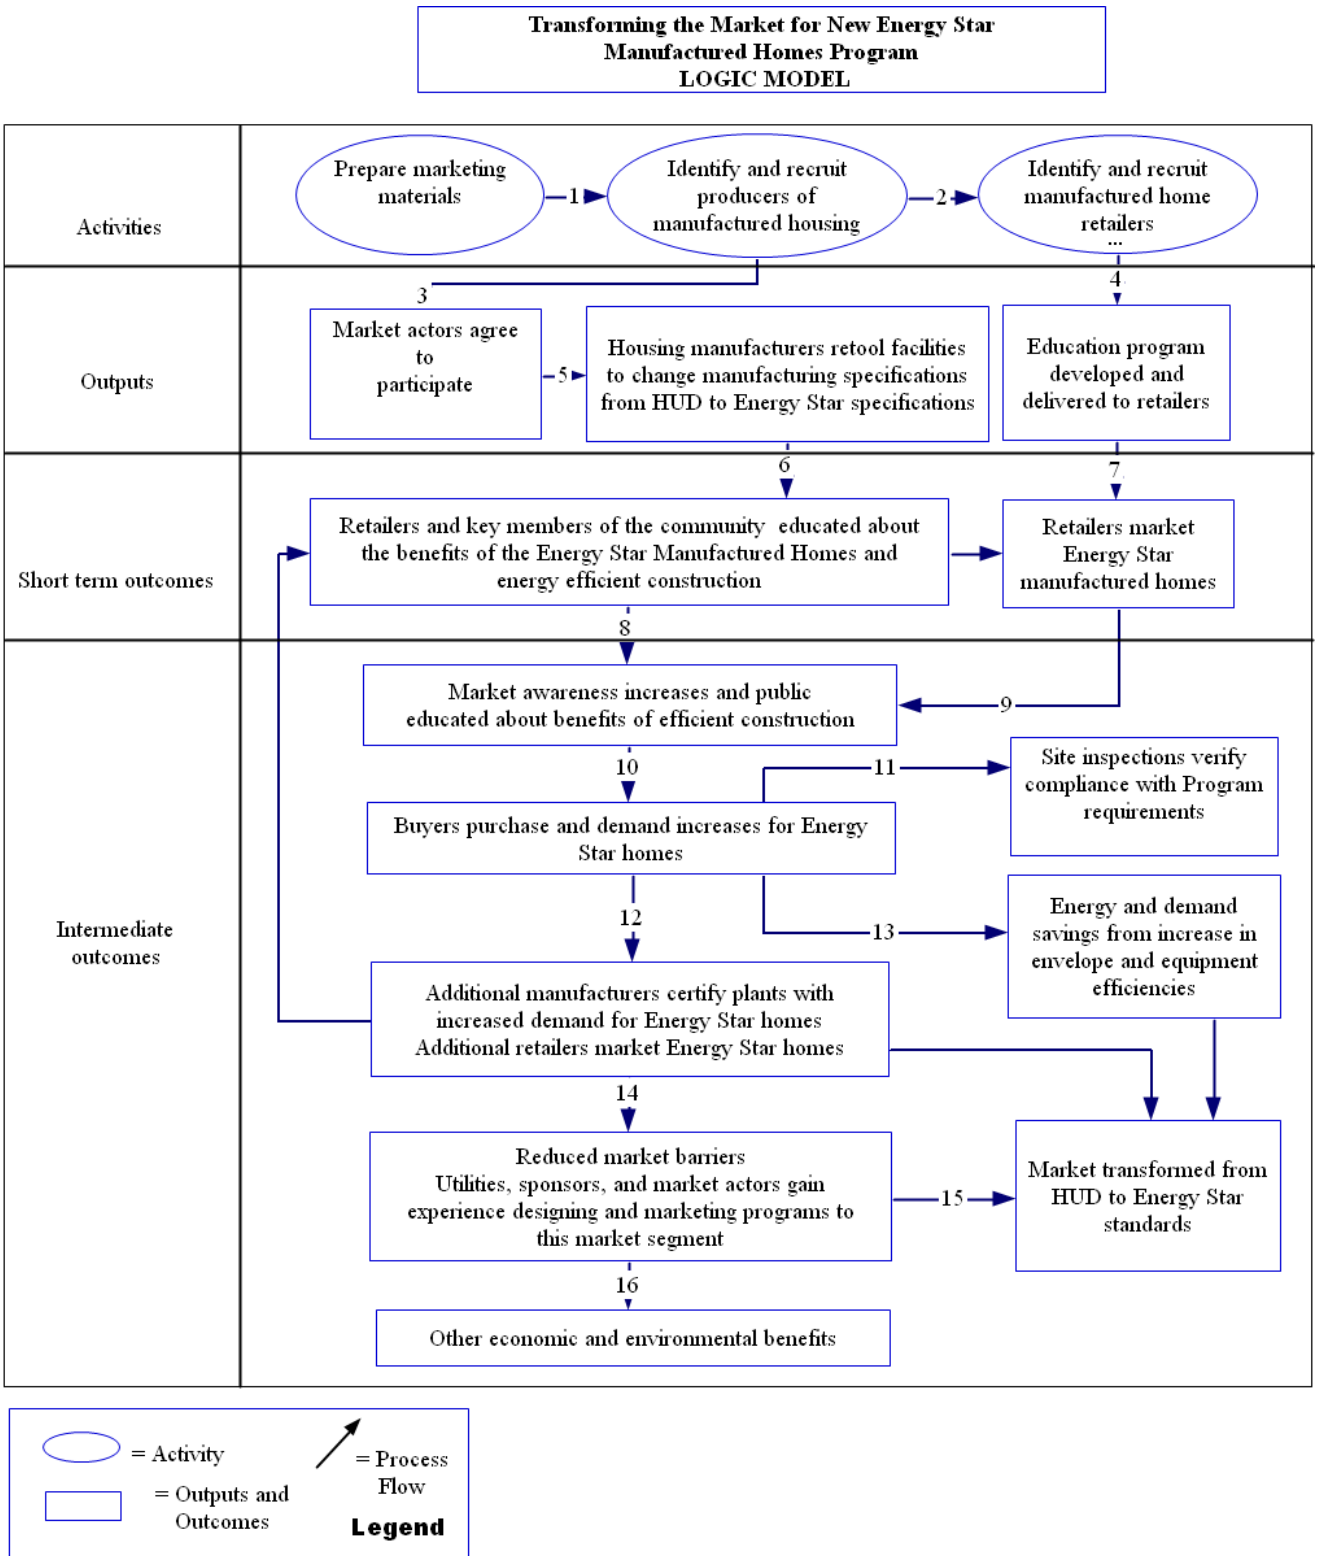 Transforming the Market for New Energy Star
Manufactured Homes Program
LOGIC MODEL
Activities
Prepare marketing
materials
1
Identify and recruit
producers of
manufactured housing
2
Identify and recruit
manufactured home
retailers
...
Outputs
3
4
Market actors agree
to
participate
5
Housing manufacturers retool facilities
to change manufacturing specifications
from HUD to Energy Star specifications
Education program
developed and
delivered to retailers
6
7
Short term outcomes
Retailers and key members of the community educated about
the benefits of the Energy Star Manufactured Homes and
energy efficient construction
Retailers market
Energy Star
manufactured homes
8
Intermediate
outcomes
Market awareness increases and public
educated about benefits of efficient construction
9
10
11
Site inspections verify
compliance with Program
requirements
Buyers purchase and demand increases for Energy
Star homes
12
13
Energy and demand
savings from increase in
envelope and equipment
efficiencies
Additional manufacturers certify plants with
increased demand for Energy Star homes
Additional retailers market Energy Star homes
14
Reduced market barriers
Utilities, sponsors, and market actors gain
experience designing and marketing programs to
this market segment
15
Market transformed from
HUD to Energy Star
standards
16
Other economic and environmental benefits
= Activity
= Process
Flow
= Outputs and
Outcomes
Legend